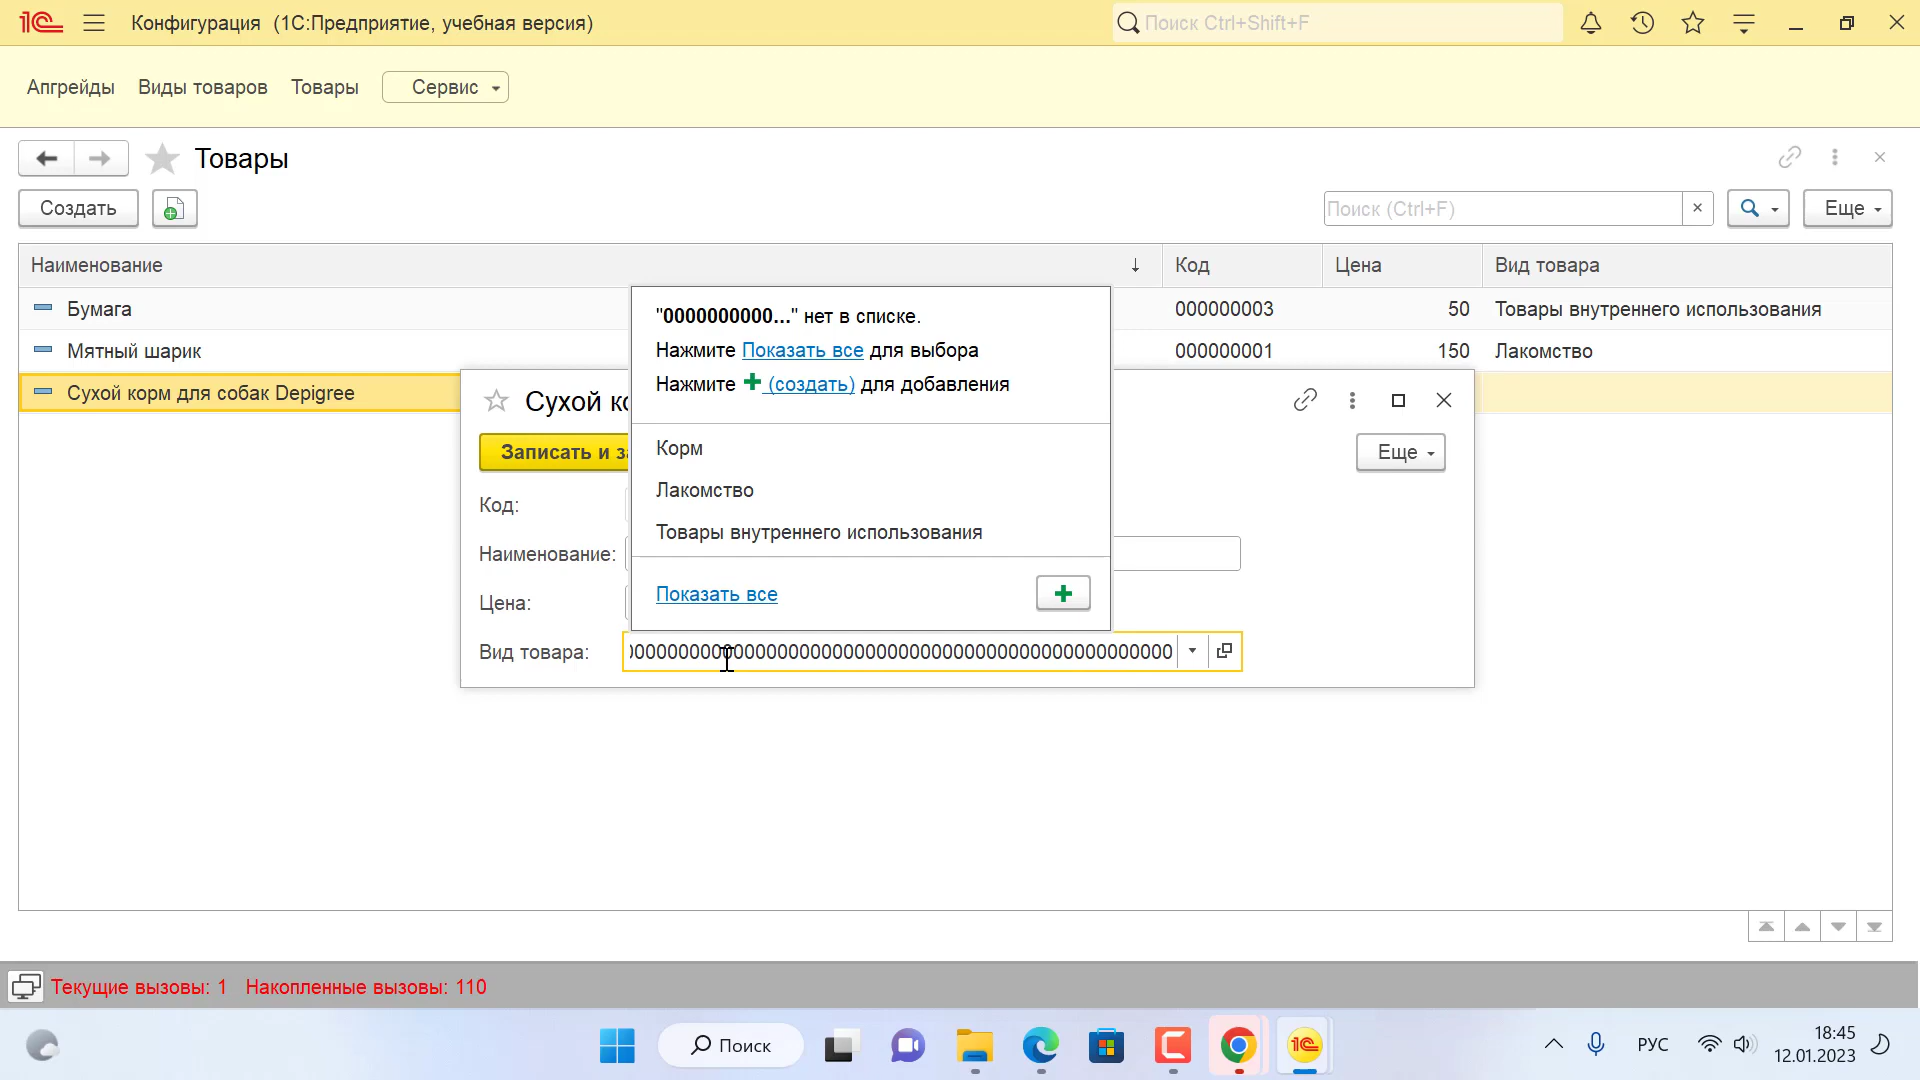 1С Конфигурация (1С:Предприятие, учебная версия) Поиск Ctrl+Shift+F
Апгрейды Виды товаров Товары Сервис
Товары
Создать Поиск (Ctrl+F) × Еще
Наименование ↓ Код Цена Вид товара
Бумага 000000003 50 Товары внутреннего использования
Мятный шарик 000000001 150 Лакомство
Сухой корм для собак Depigree
"0000000000..." нет в списке.
Нажмите Показать все для выбора
Нажмите + (создать) для добавления
Корм
Лакомство
Товары внутреннего использования
Показать все
Сухой ко
Записать и за Еще
Код:
Наименование:
Цена:
Вид товара:
Текущие вызовы: 1 Накопленные вызовы: 110
Поиск РУС 18:45
12.01.2023